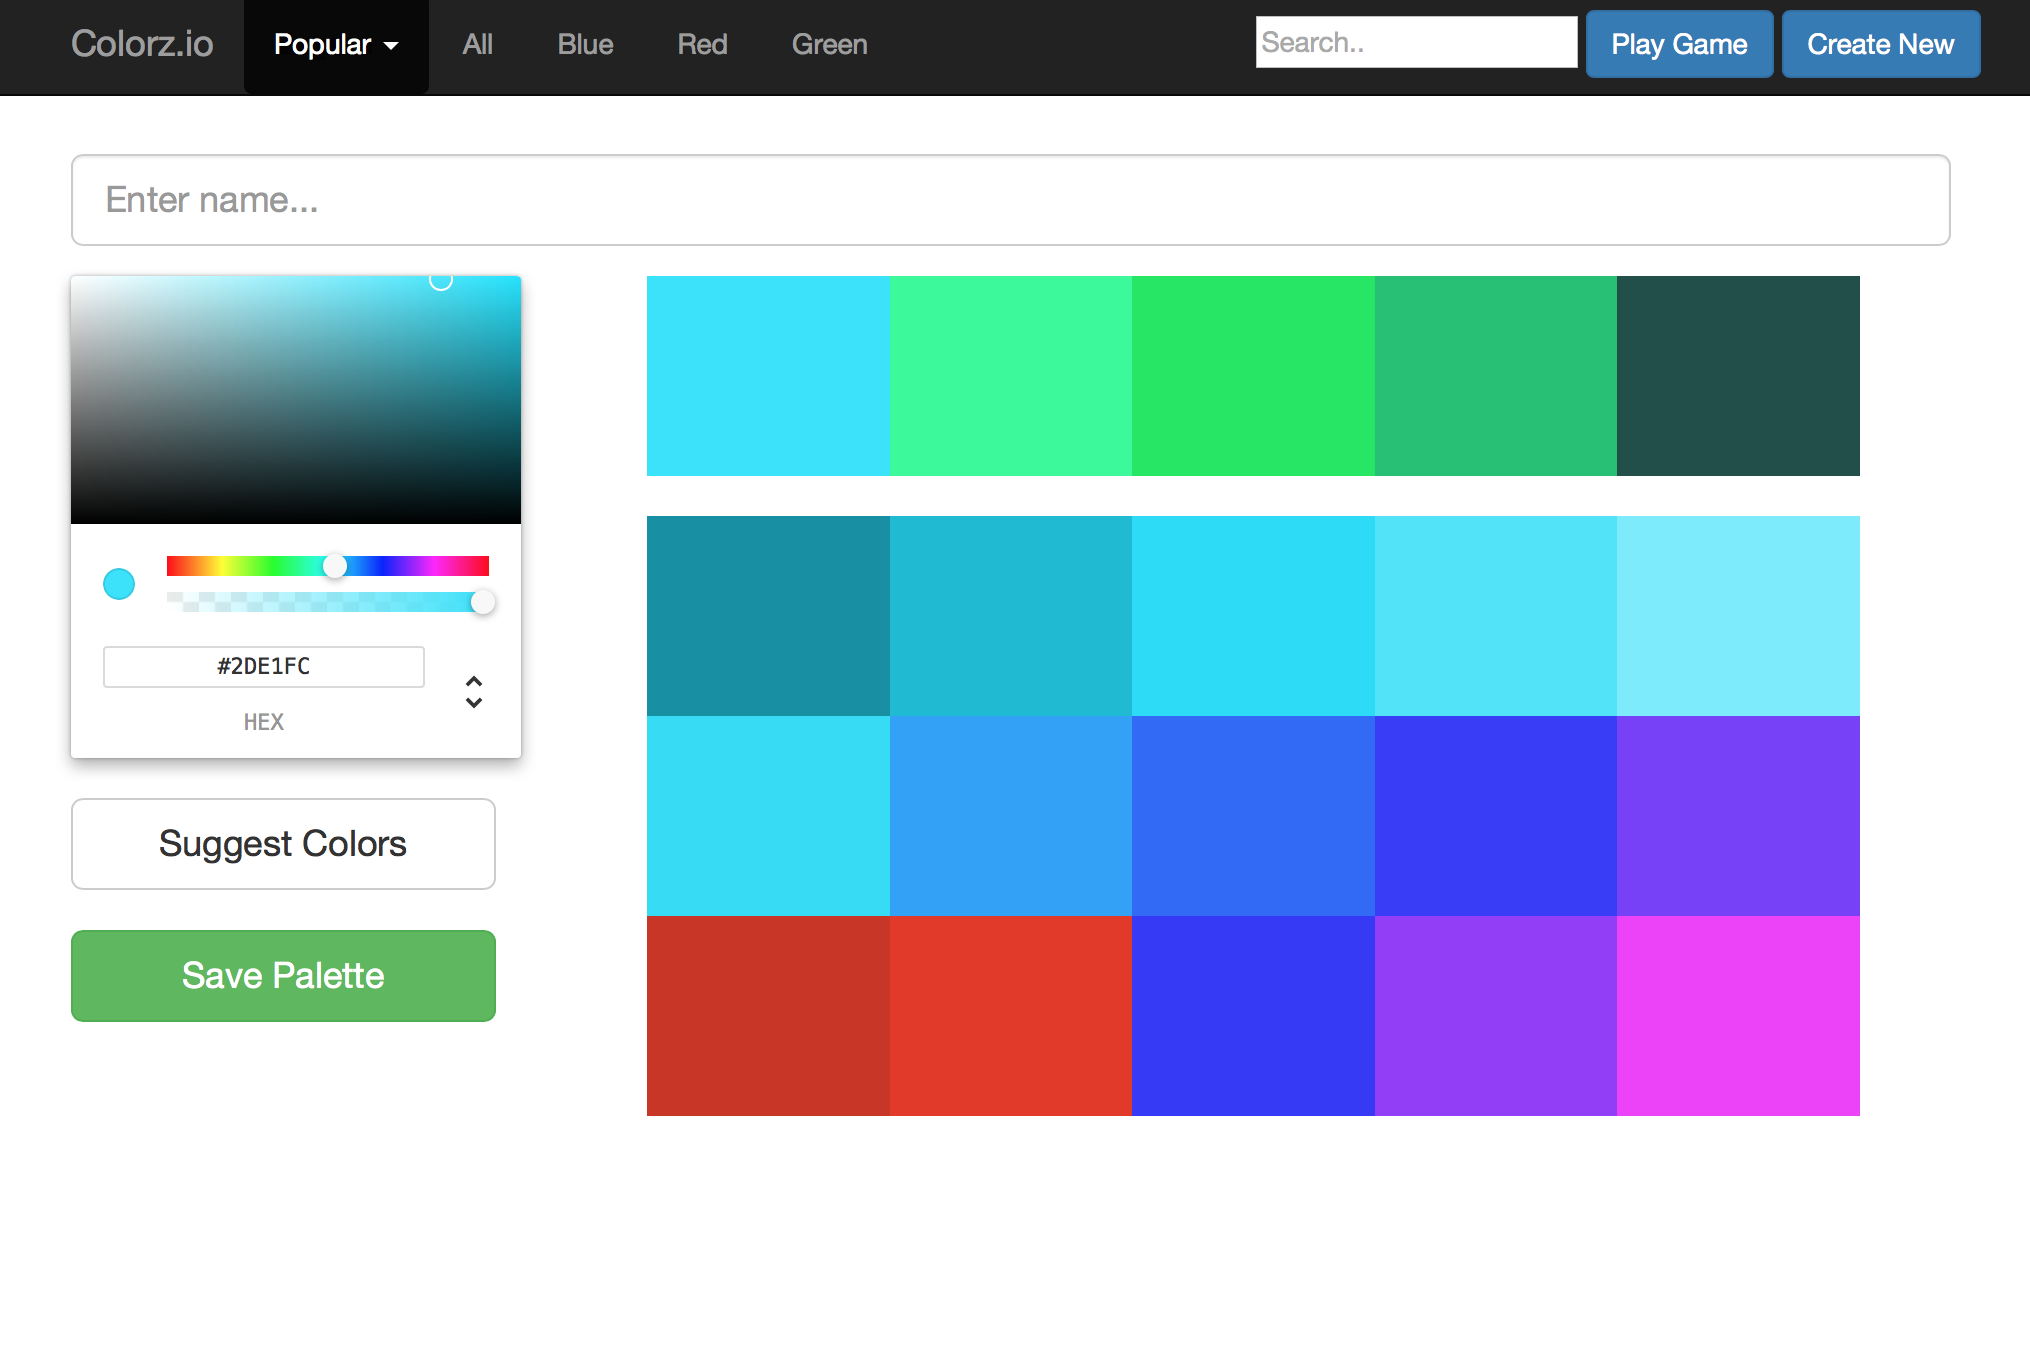 Colorz.io Popular All Blue Red Green Search.. Play Game Create New
Enter name...
#2DE1FC
HEX
Suggest Colors
Save Palette